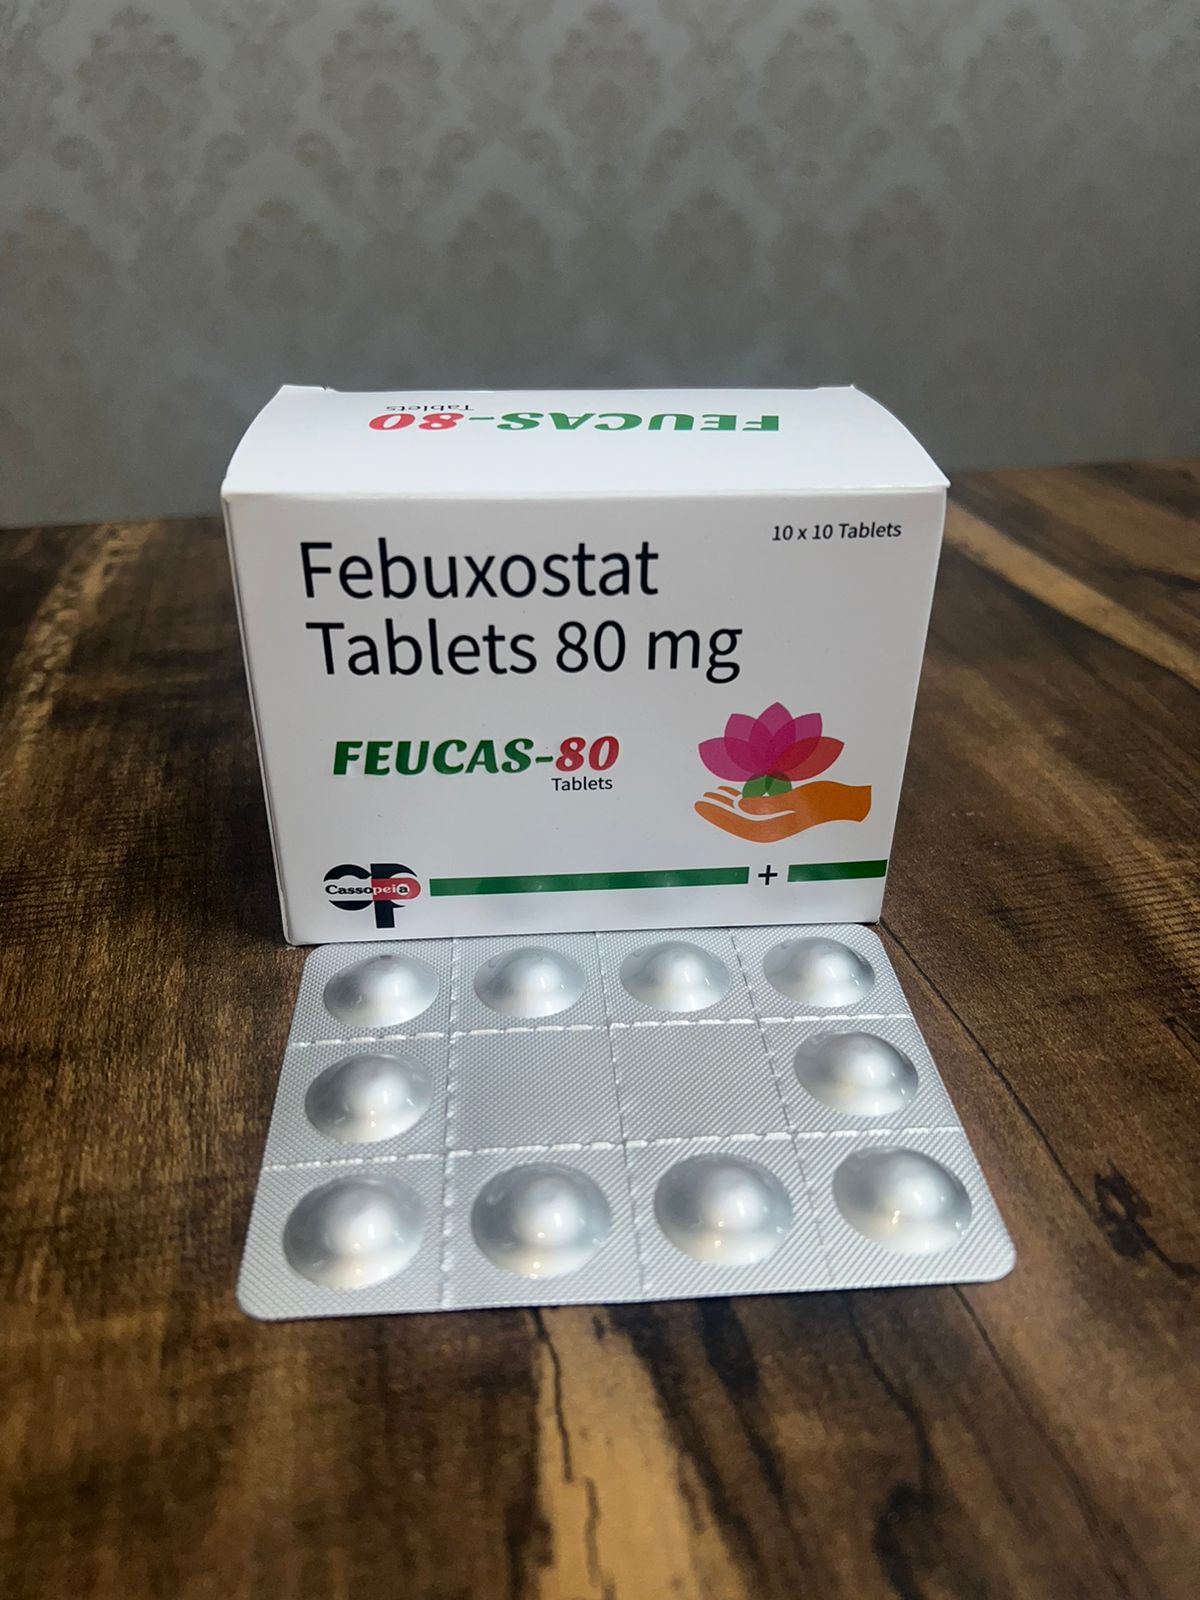 FEUCAS-80
Tablets
10 x 10 Tablets
Febuxostat
Tablets 80 mg
FEUCAS-80
Tablets
Cassopeia
+